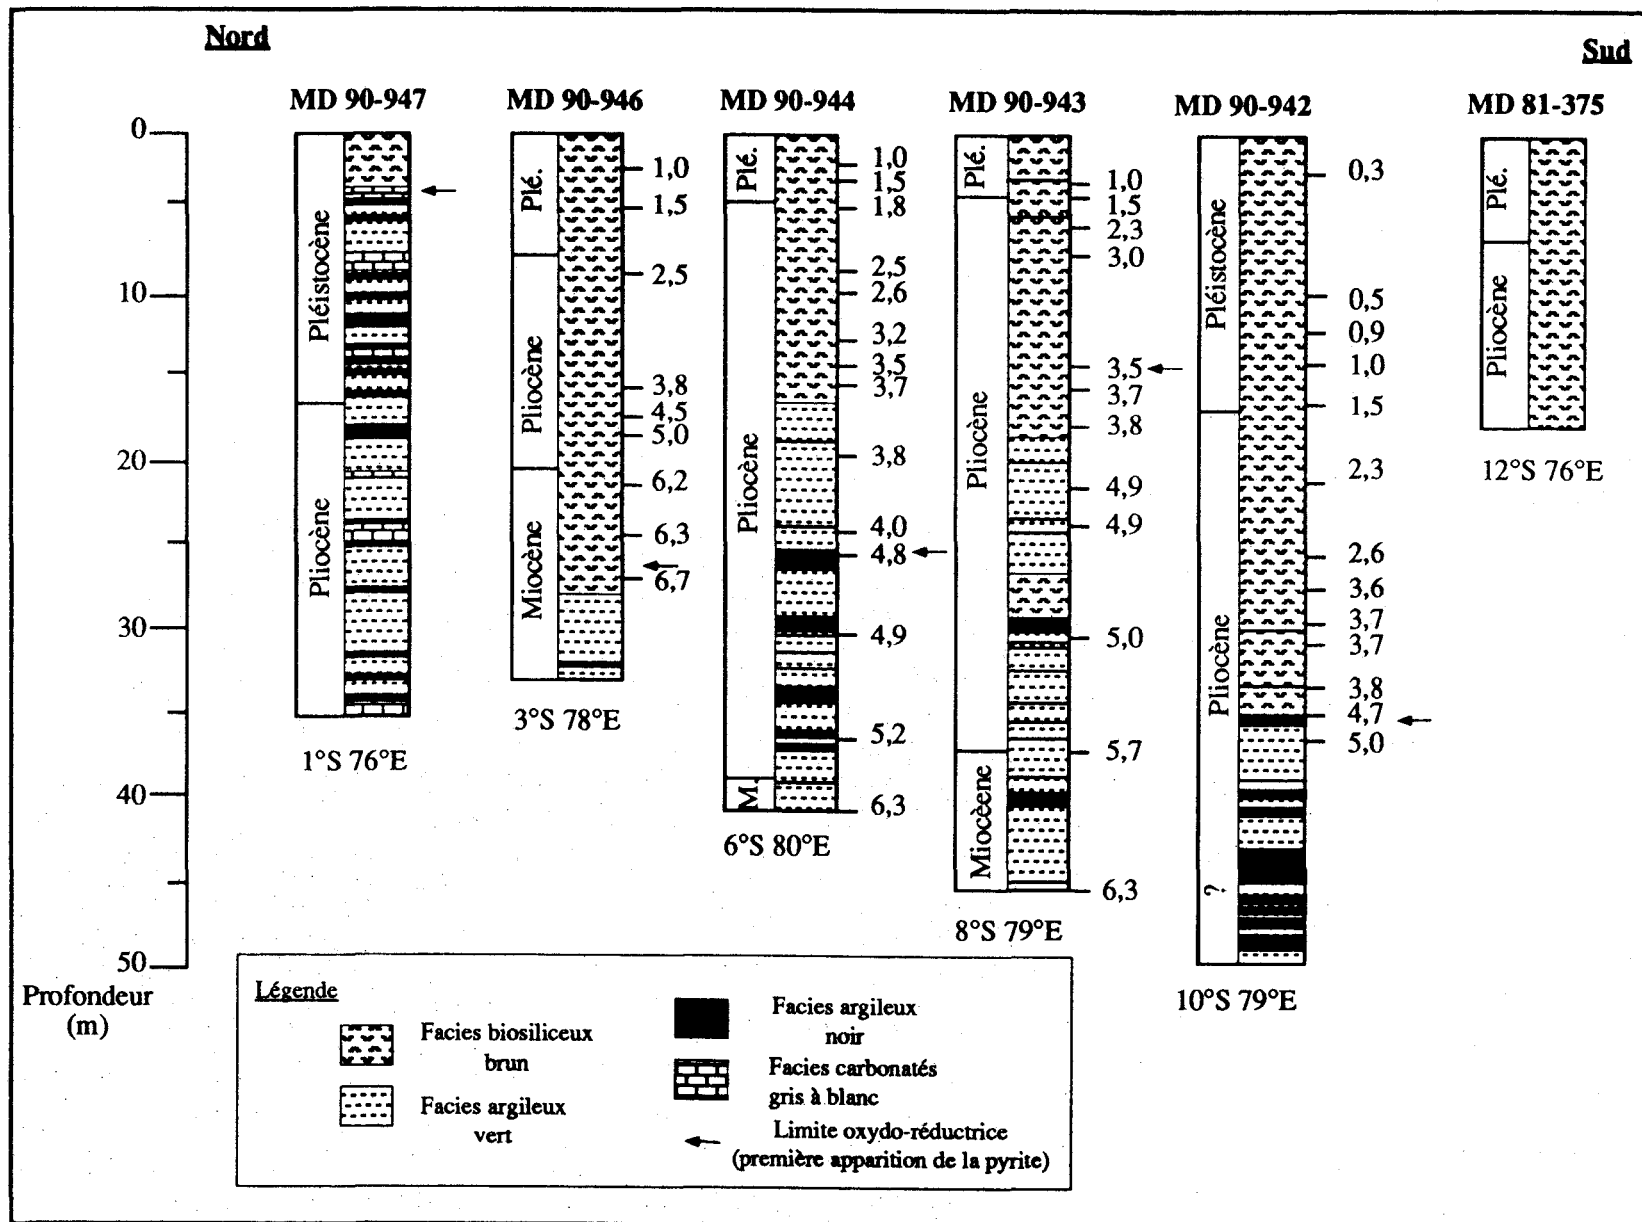 Nord
Sud
MD 90-947
MD 90-946
MD 90-944
MD 90-943
MD 90-942
MD 81-375
0
10
20
30
40
50
Profondeur
(m)
Pléistocène
Pliocène
1°S 76°E
Plé.
Pliocène
Miocène
1,0
1,5
2,5
3,8
4,5
5,0
6,2
6,3
6,7
3°S 78°E
Plé.
Pliocène
M.
1,0
1,5
1,8
2,5
2,6
3,2
3,5
3,7
3,8
4,0
4,8
4,9
5,2
6,3
6°S 80°E
Plé.
Pliocène
Miocèene
1,0
1,5
2,3
3,0
3,5
3,7
3,8
4,9
4,9
5,0
5,7
6,3
8°S 79°E
Pléistocène
Pliocène
?
0,3
0,5
0,9
1,0
1,5
2,3
2,6
3,6
3,7
3,7
3,8
4,7
5,0
10°S 79°E
Plé.
Pliocène
12°S 76°E
Légende
Facies biosiliceux
brun
Facies argileux
vert
Facies argileux
noir
Facies carbonatés
gris à blanc
Limite oxydo-réductrice
(première apparition de la pyrite)